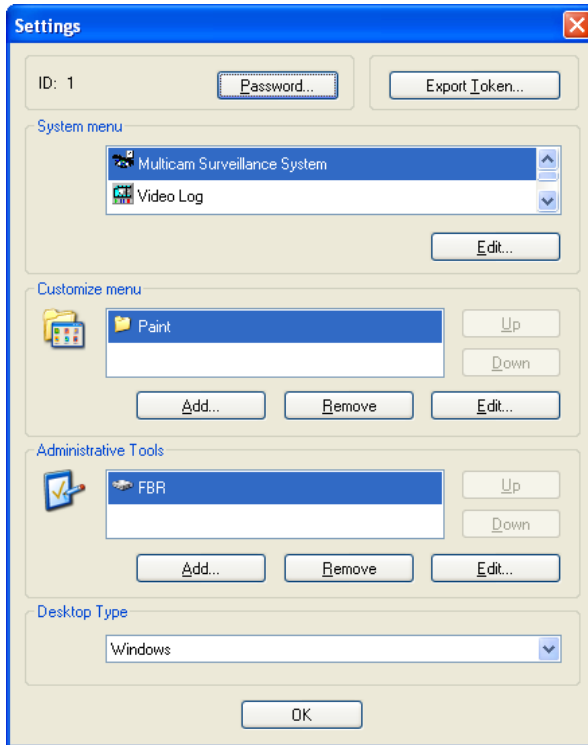 Settings
ID: 1 Password... Export Token...
System menu
Multicam Surveillance System
Video Log
Edit...
Customize menu
Paint
Up
Down
Add... Remove Edit...
Administrative Tools
FBR
Up
Down
Add... Remove Edit...
Desktop Type
Windows
OK